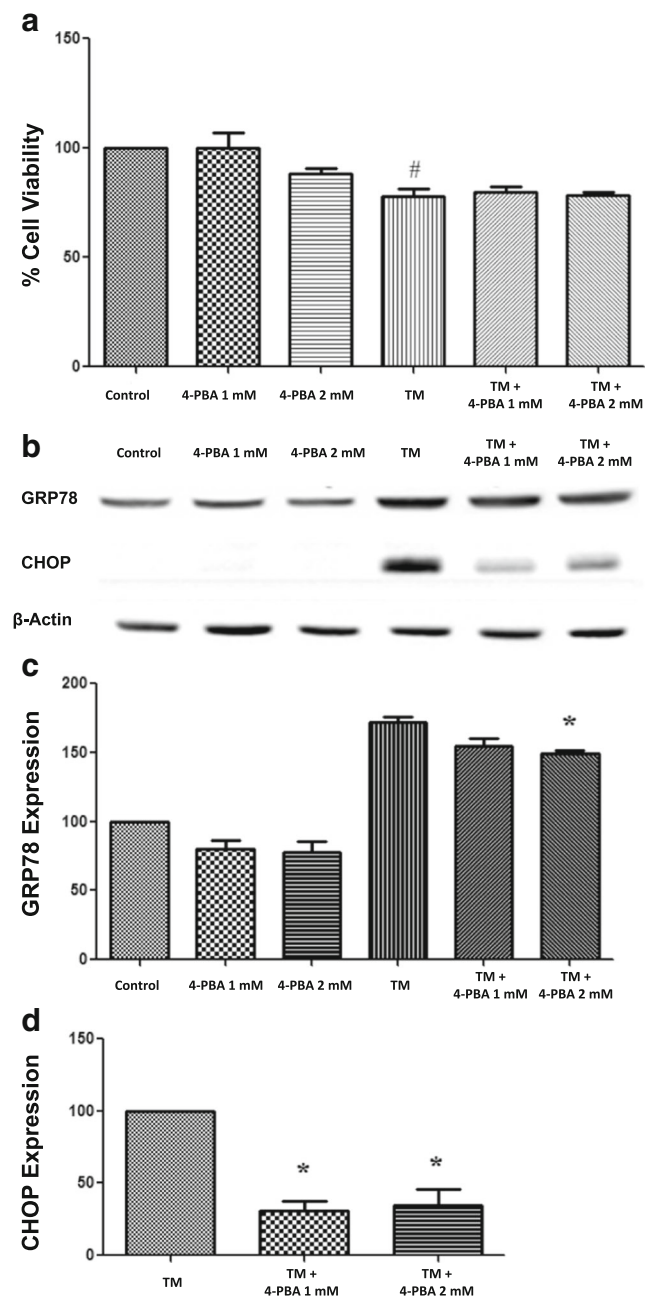 a
150
100
50
0
% Cell Viability
#
Control
4-PBA 1 mM
4-PBA 2 mM
TM
TM +
4-PBA 1 mM
TM +
4-PBA 2 mM
b
Control
4-PBA 1 mM
4-PBA 2 mM
TM
TM +
4-PBA 1 mM
TM +
4-PBA 2 mM
GRP78
CHOP
β-Actin
c
200
150
100
50
0
GRP78 Expression
*
Control
4-PBA 1 mM
4-PBA 2 mM
TM
TM +
4-PBA 1 mM
TM +
4-PBA 2 mM
d
150
100
50
0
CHOP Expression
*
*
TM
TM +
4-PBA 1 mM
TM +
4-PBA 2 mM